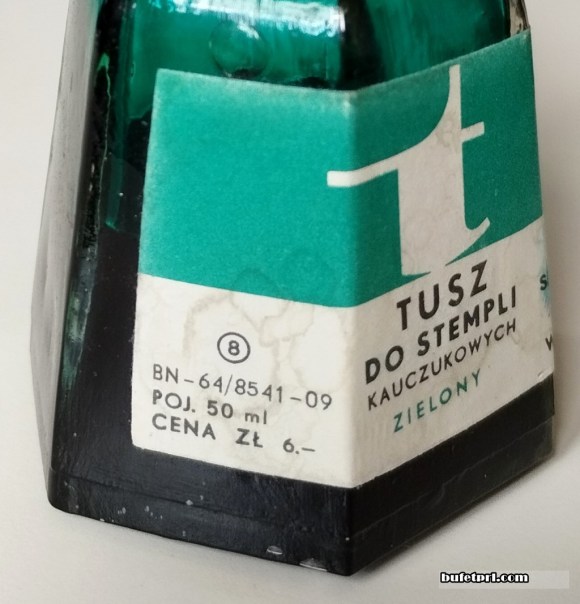 t
TUSZ
DO STEMPLI
KAUCZUKOWYCH
ZIELONY
8
BN-64/8541-09
POJ. 50 ml
CENA ZŁ 6.-
bufetprl.com